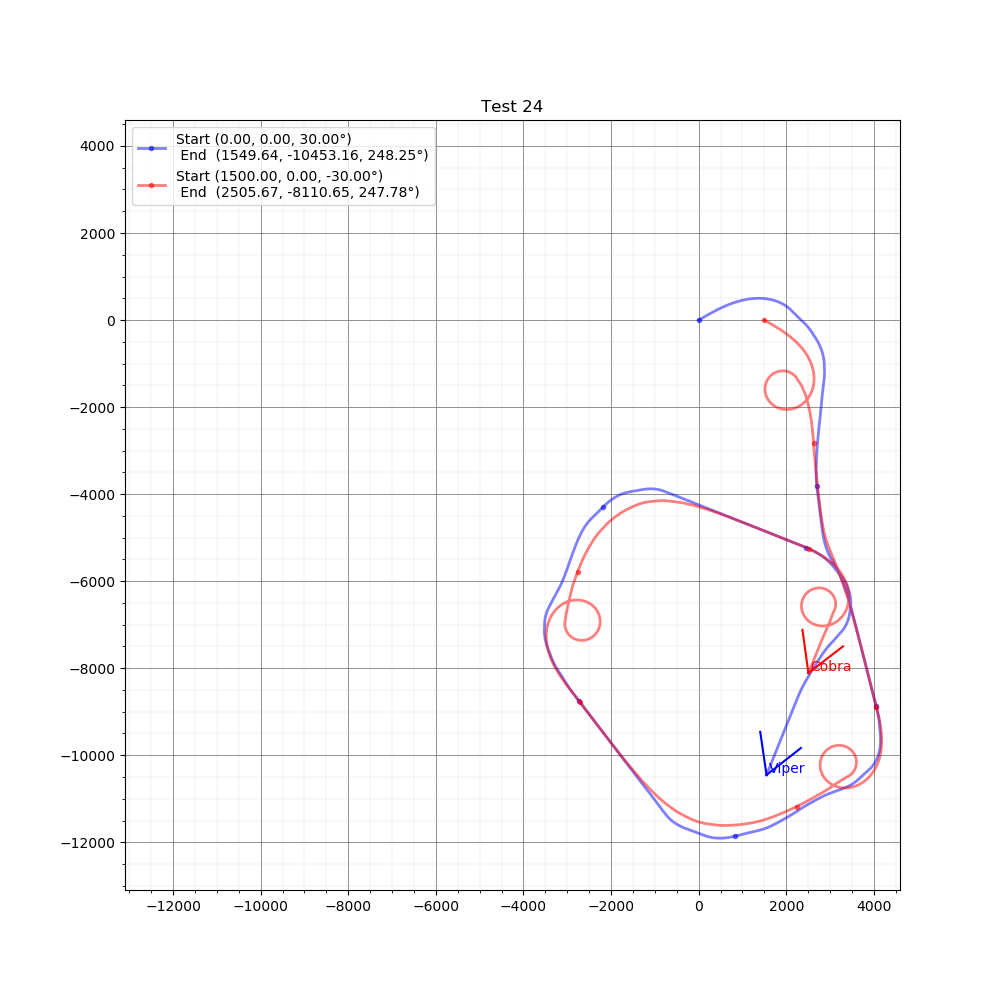 Test 24
Start (0.00, 0.00, 30.00°)
End (1549.64, -10453.16, 248.25°)
Start (1500.00, 0.00, -30.00°)
End (2505.67, -8110.65, 247.78°)
4000
2000
0
−2000
−4000
−6000
−8000
−10000
−12000
Cobra
Viper
−12000 −10000 −8000 −6000 −4000 −2000 0 2000 4000